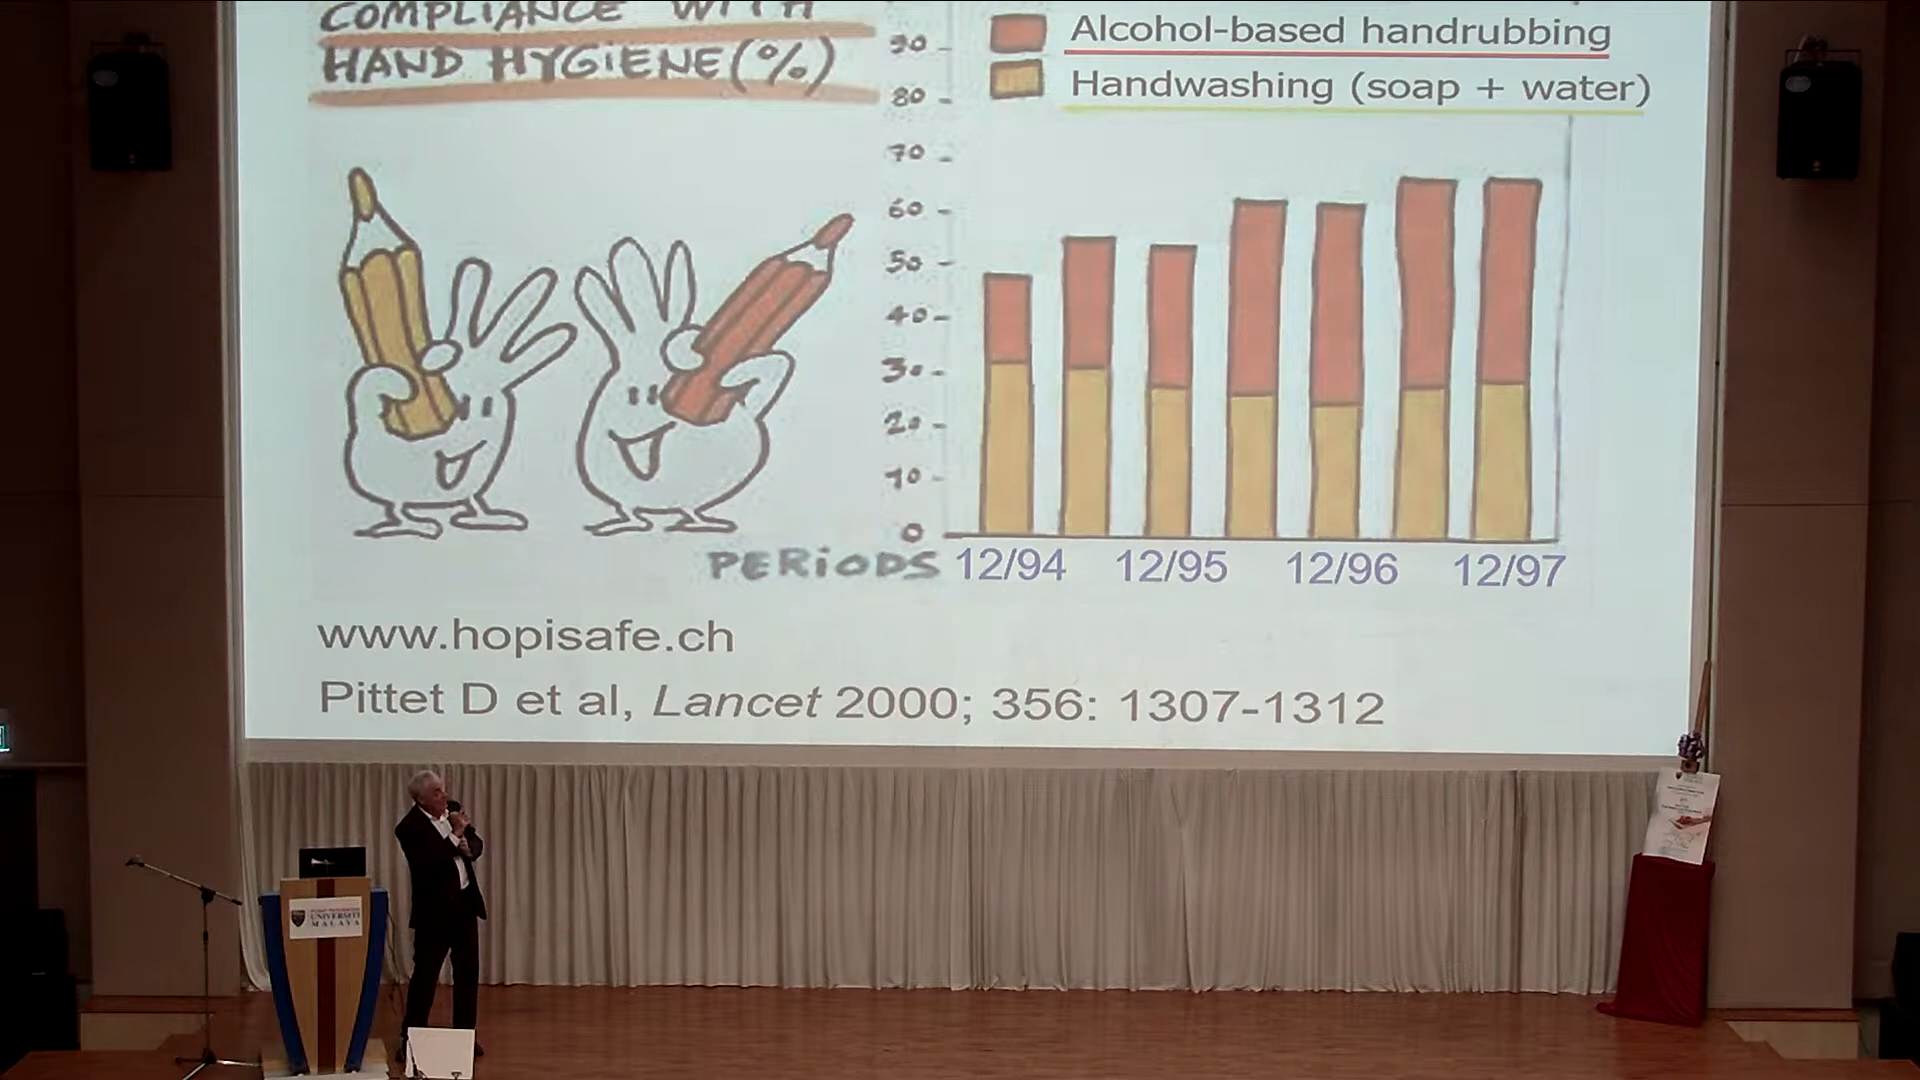 COMPLIANCE WITH
HAND HYGIENE (%)
Alcohol-based handrubbing
Handwashing (soap + water)
90
80
70
60
50
40
30
20
10
0
PERIODS 12/94 12/95 12/96 12/97
www.hopisafe.ch
Pittet D et al, Lancet 2000; 356: 1307-1312
UNIVERSITI
MALAYA